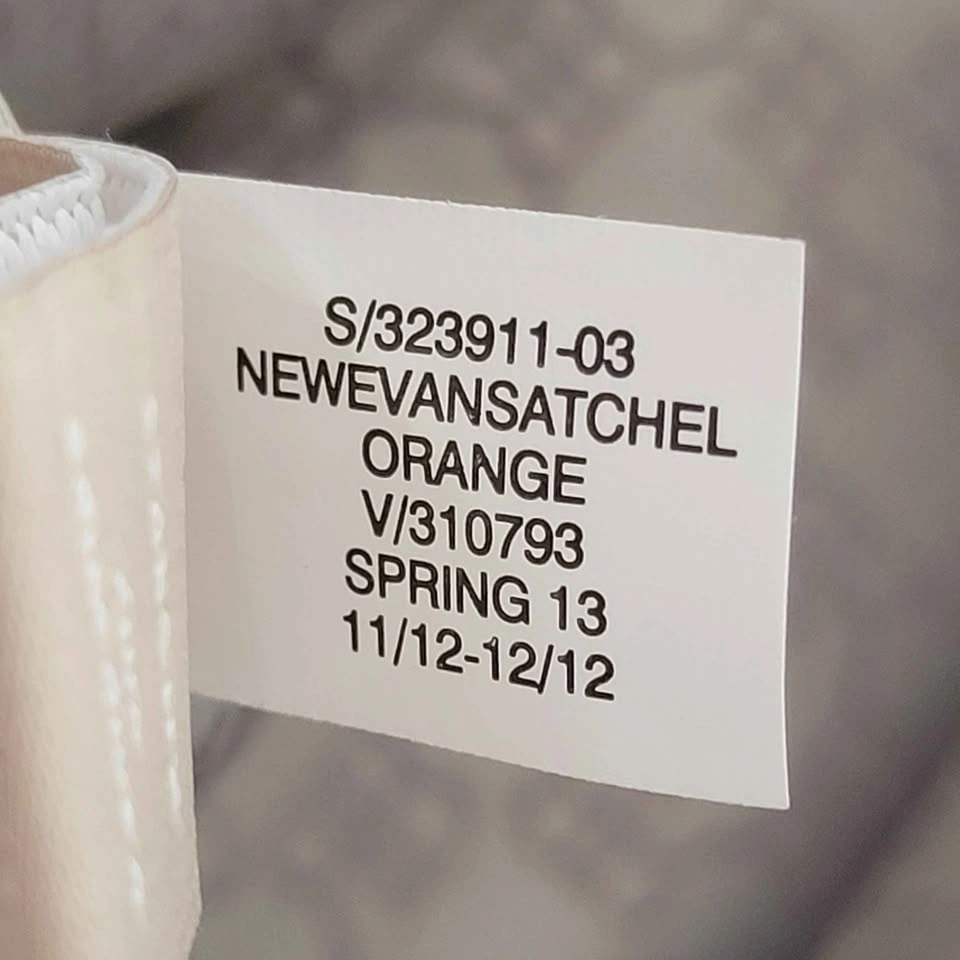 S/323911-03
NEWEVANSATCHEL
ORANGE
V/310793
SPRING 13
11/12-12/12